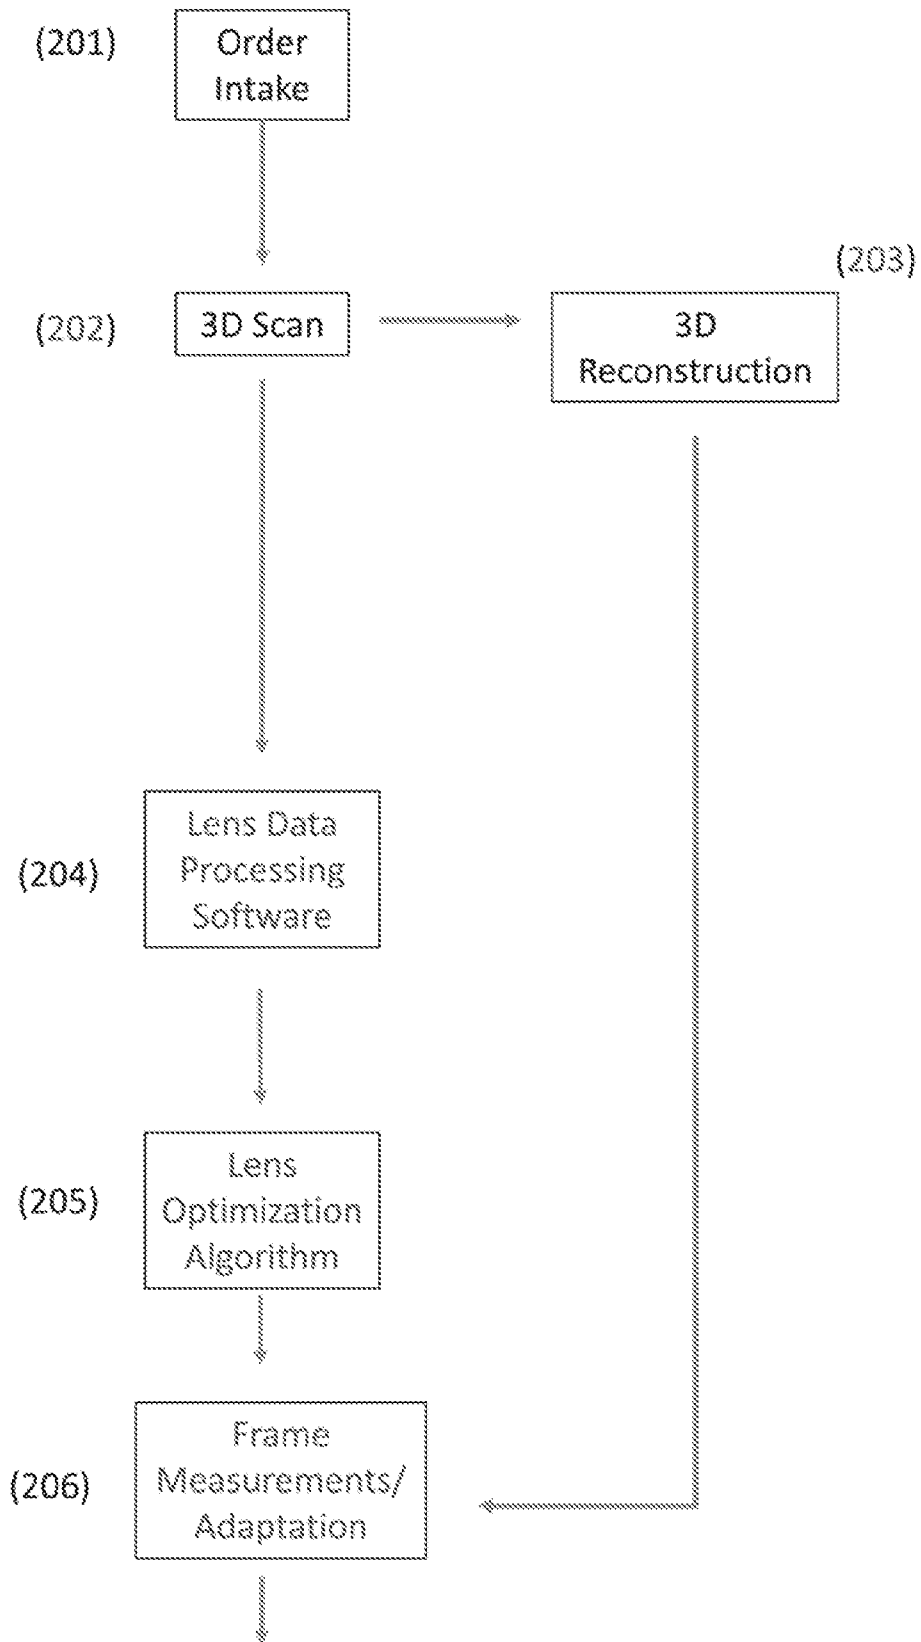 (201)
Order
Intake
(202)
3D Scan
(203)
3D
Reconstruction
(204)
Lens Data
Processing
Software
(205)
Lens
Optimization
Algorithm
(206)
Frame
Measurements/
Adaptation